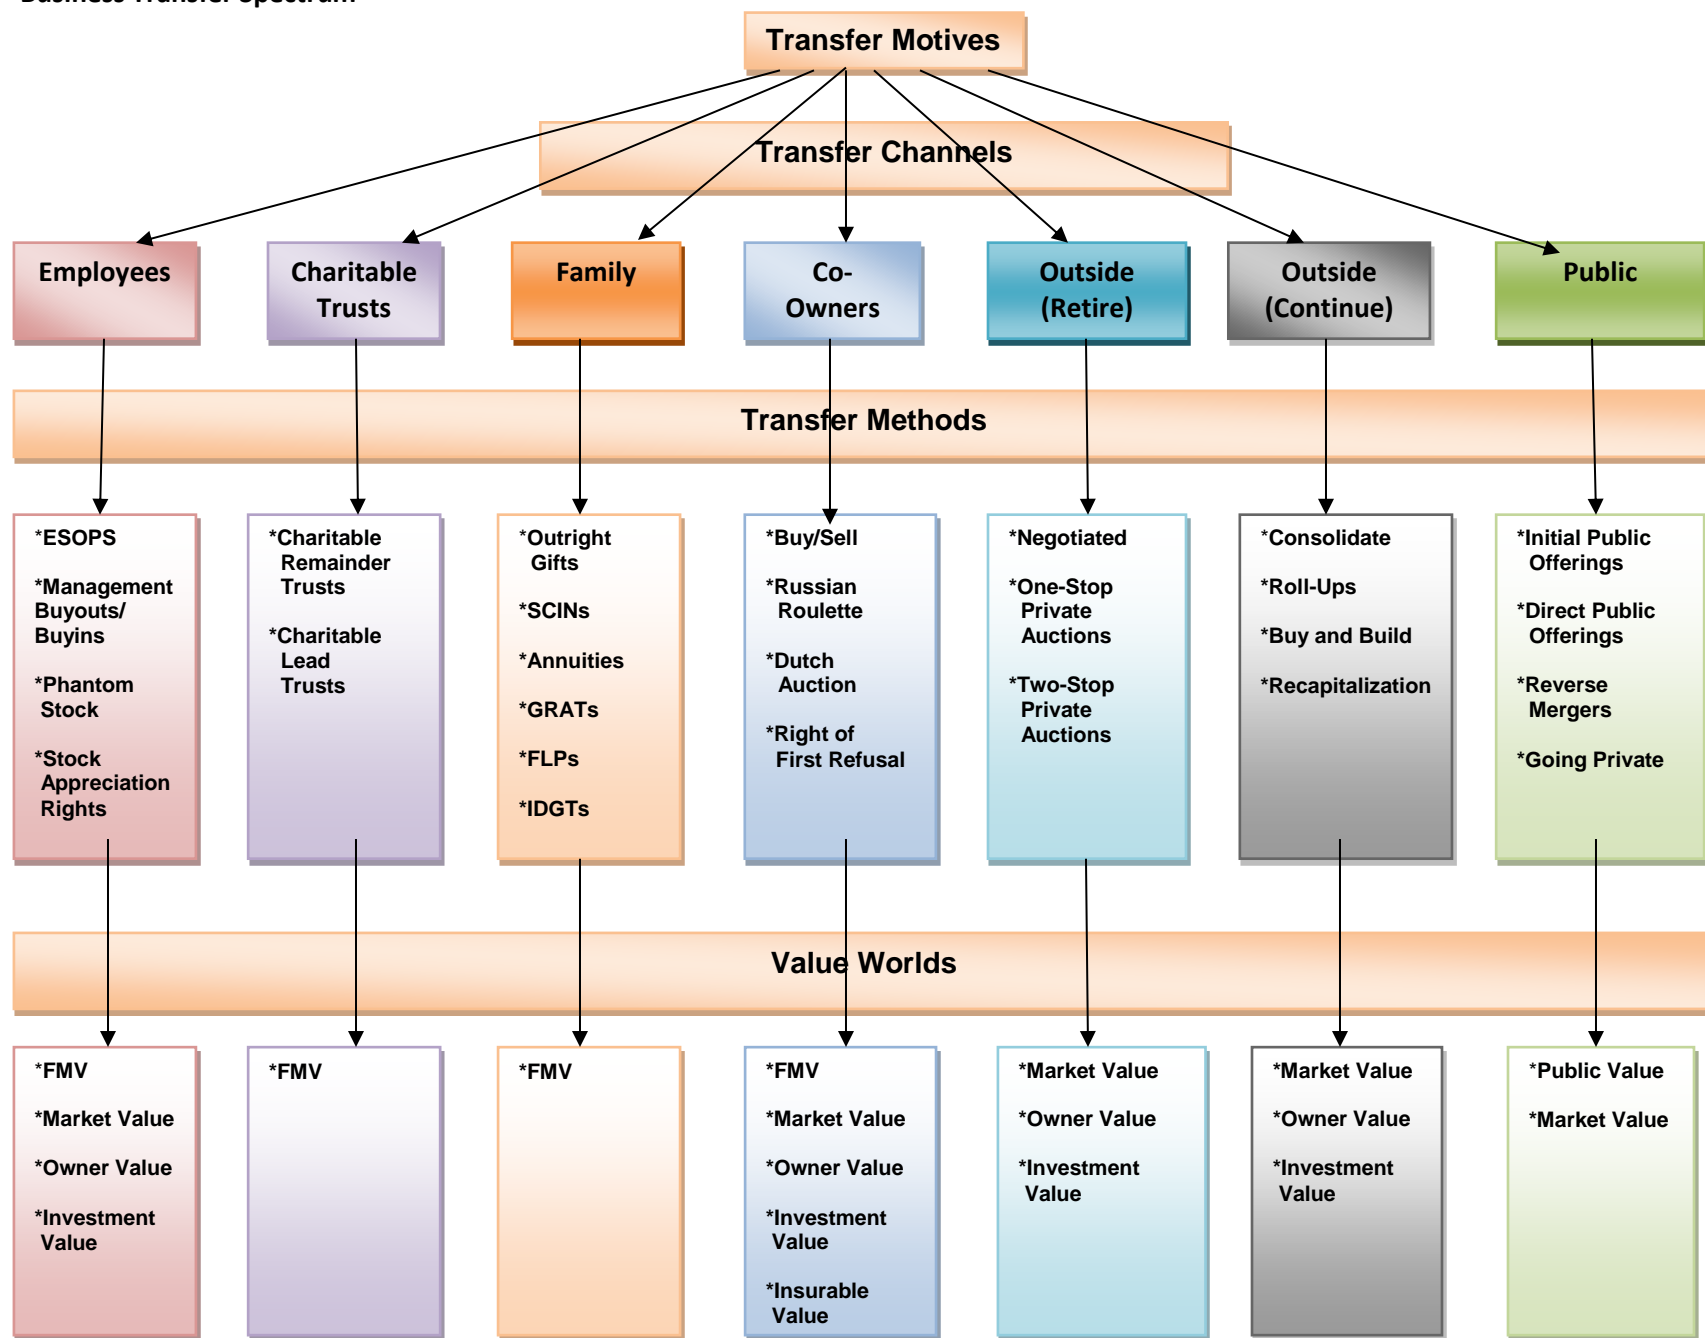 Business Transfer Spectrum
Transfer Motives
Transfer Channels
Employees
Charitable
Trusts
Family
Co-
Owners
Outside
(Retire)
Outside
(Continue)
Public
Transfer Methods
*ESOPS
*Management
Buyouts/
Buyins
*Phantom
Stock
*Stock
Appreciation
Rights
*Charitable
Remainder
Trusts
*Charitable
Lead
Trusts
*Outright
Gifts
*SCINs
*Annuities
*GRATs
*FLPs
*IDGTs
*Buy/Sell
*Russian
Roulette
*Dutch
Auction
*Right of
First Refusal
*Negotiated
*One-Stop
Private
Auctions
*Two-Stop
Private
Auctions
*Consolidate
*Roll-Ups
*Buy and Build
*Recapitalization
*Initial Public
Offerings
*Direct Public
Offerings
*Reverse
Mergers
*Going Private
Value Worlds
*FMV
*Market Value
*Owner Value
*Investment
Value
*FMV
*FMV
*FMV
*Market Value
*Owner Value
*Investment
Value
*Insurable
Value
*Market Value
*Owner Value
*Investment
Value
*Market Value
*Owner Value
*Investment
Value
*Public Value
*Market Value